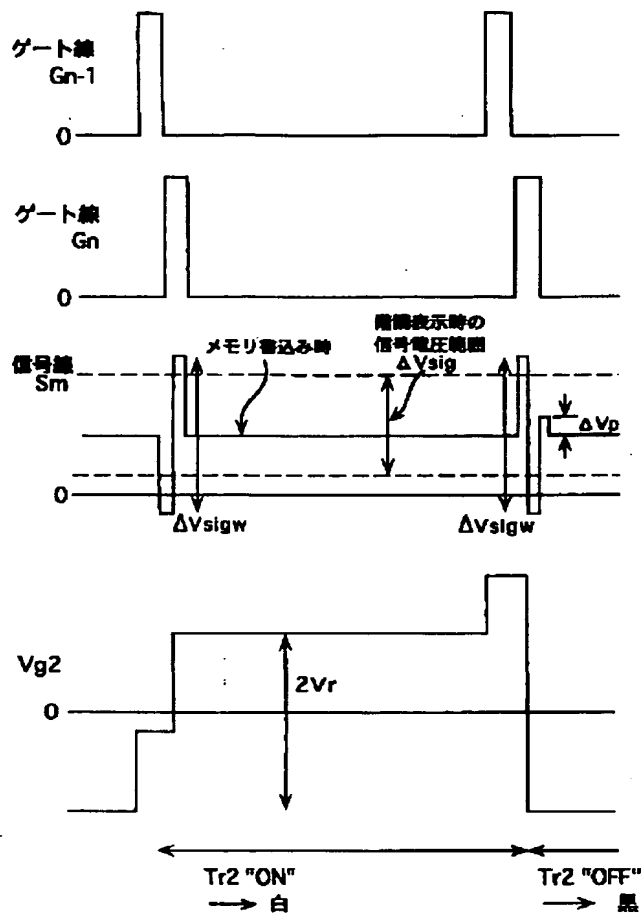 ゲート線
Gn-1
0
ゲート線
Gn
0
メモリ書込み時
階調表示時の
信号電圧範囲
ΔVsig
信号線
Sm
ΔVp
0
ΔVsigw
ΔVsigw
Vg2
0
2Vr
Tr2 "ON"
→ 白
Tr2 "OFF"
→ 黒